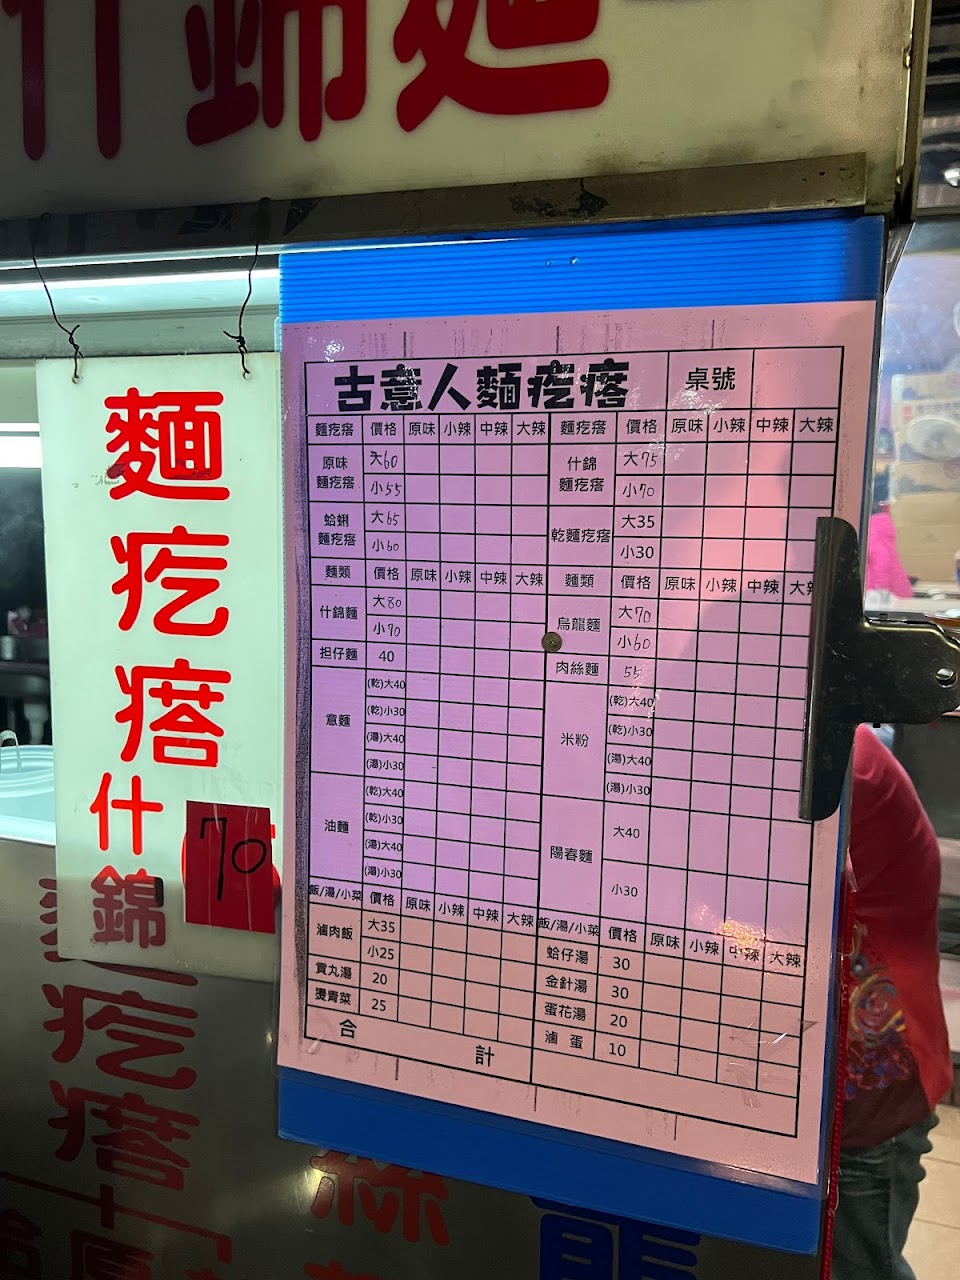 什錦麵
麵疙瘩什錦
70
古意人麵疙瘩 桌號
麵疙瘩 價格 原味 小辣 中辣 大辣 麵疙瘩 價格 原味 小辣 中辣 大辣
原味麵疙瘩 大60 什錦麵疙瘩 大75
小55 小70
蛤蜊麵疙瘩 大65 乾麵疙瘩 大35
小60 小30
麵類 價格 原味 小辣 中辣 大辣 麵類 價格 原味 小辣 中辣 大辣
什錦麵 大80 烏龍麵 大70
小70 小60
担仔麵 40 肉絲麵 55
意麵 (乾)大40 米粉 (乾)大40
(乾)小30 (乾)小30
(湯)大40 (湯)大40
(湯)小30 (湯)小30
油麵 (乾)大40 陽春麵 大40
(乾)小30 小30
(湯)大40
(湯)小30
飯/湯/小菜 價格 原味 小辣 中辣 大辣 飯/湯/小菜 價格 原味 小辣 中辣 大辣
滷肉飯 大35 蛤仔湯 30
小25 金針湯 30
貢丸湯 20 蛋花湯 20
燙青菜 25 滷蛋 10
合計
麵疙瘩
絲